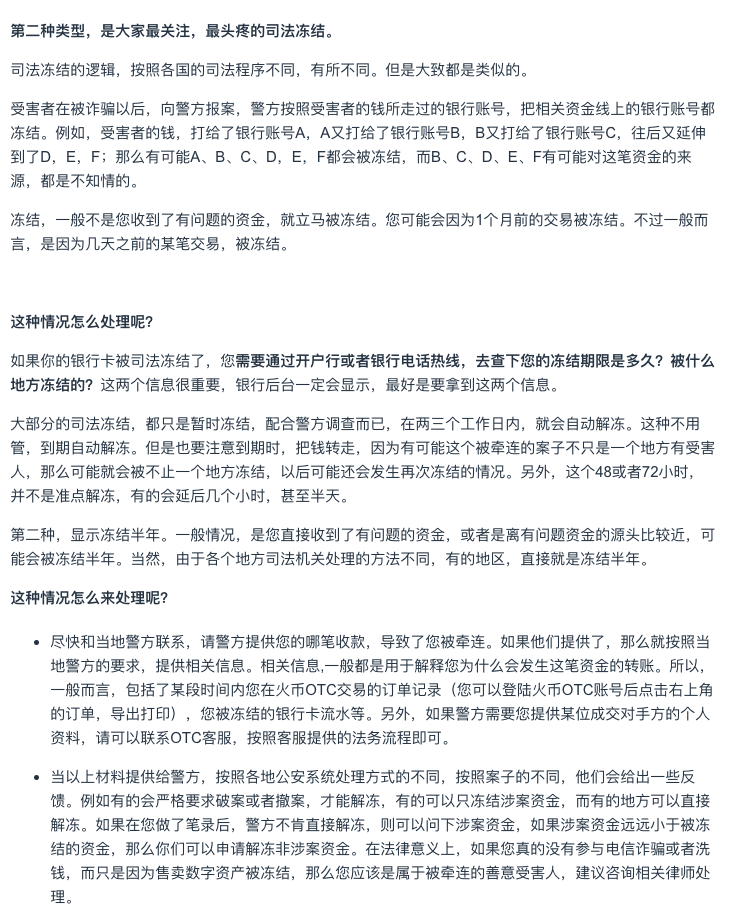 第二种类型，是大家最关注，最头疼的司法冻结。
司法冻结的逻辑，按照各国的司法程序不同，有所不同。但是大致都是类似的。
受害者在被诈骗以后，向警方报案，警方按照受害者的钱所走过的银行账号，把相关资金线上的银行账号都
冻结。例如，受害者的钱，打给了银行账号A，A又打给了银行账号B，B又打给了银行账号C，往后又延伸
到了D，E，F；那么有可能A、B、C、D，E，F都会被冻结，而B、C、D、E、F有可能对这笔资金的来
源，都是不知情的。
冻结，一般不是您收到了有问题的资金，就立马被冻结。您可能会因为1个月前的交易被冻结。不过一般而
言，是因为几天之前的某笔交易，被冻结。
这种情况怎么处理呢?
如果你的银行卡被司法冻结了，您需要通过开户行或者银行电话热线，去查下您的冻结期限是多久？被什么
地方冻结的？这两个信息很重要，银行后台一定会显示，最好是要拿到这两个信息。
大部分的司法冻结，都只是暂时冻结，配合警方调查而已，在两三个工作日内，就会自动解冻。这种不用
管，到期自动解冻。但是也要注意到期时，把钱转走，因为有可能这个被牵连的案子不只是一个地方有受害
人，那么可能就会被不止一个地方冻结，以后可能还会发生再次冻结的情况。另外，这个48或者72小时，
并不是准点解冻，有的会延后几个小时，甚至半天。
第二种，显示冻结半年。一般情况，是您直接收到了有问题的资金，或者是离有问题资金的源头比较近，可
能会被冻结半年。当然，由于各个地方司法机关处理的方法不同，有的地区，直接就是冻结半年。
这种情况怎么来处理呢?
• 尽快和当地警方联系，请警方提供您的哪笔收款，导致了您被牵连。如果他们提供了，那么就按照当
地警方的要求，提供相关信息。相关信息,一般都是用于解释您为什么会发生这笔资金的转账。所以，
一般而言，包括了某段时间内您在火币OTC交易的订单记录（您可以登陆火币OTC账号后点击右上角
的订单，导出打印），您被冻结的银行卡流水等。另外，如果警方需要您提供某位成交对手方的个人
资料，请可以联系OTC客服，按照客服提供的法务流程即可。
• 当以上材料提供给警方，按照各地公安系统处理方式的不同，按照案子的不同，他们会给出一些反
馈。例如有的会严格要求破案或者撤案，才能解冻，有的可以只冻结涉案资金，而有的地方可以直接
解冻。如果在您做了笔录后，警方不肯直接解冻，则可以问下涉案资金，如果涉案资金远远小于被冻
结的资金，那么你们可以申请解冻非涉案资金。在法律意义上，如果您真的没有参与电信诈骗或者洗
钱，而只是因为售卖数字资产被冻结，那么您应该是属于被牵连的善意受害人，建议咨询相关律师处
理。